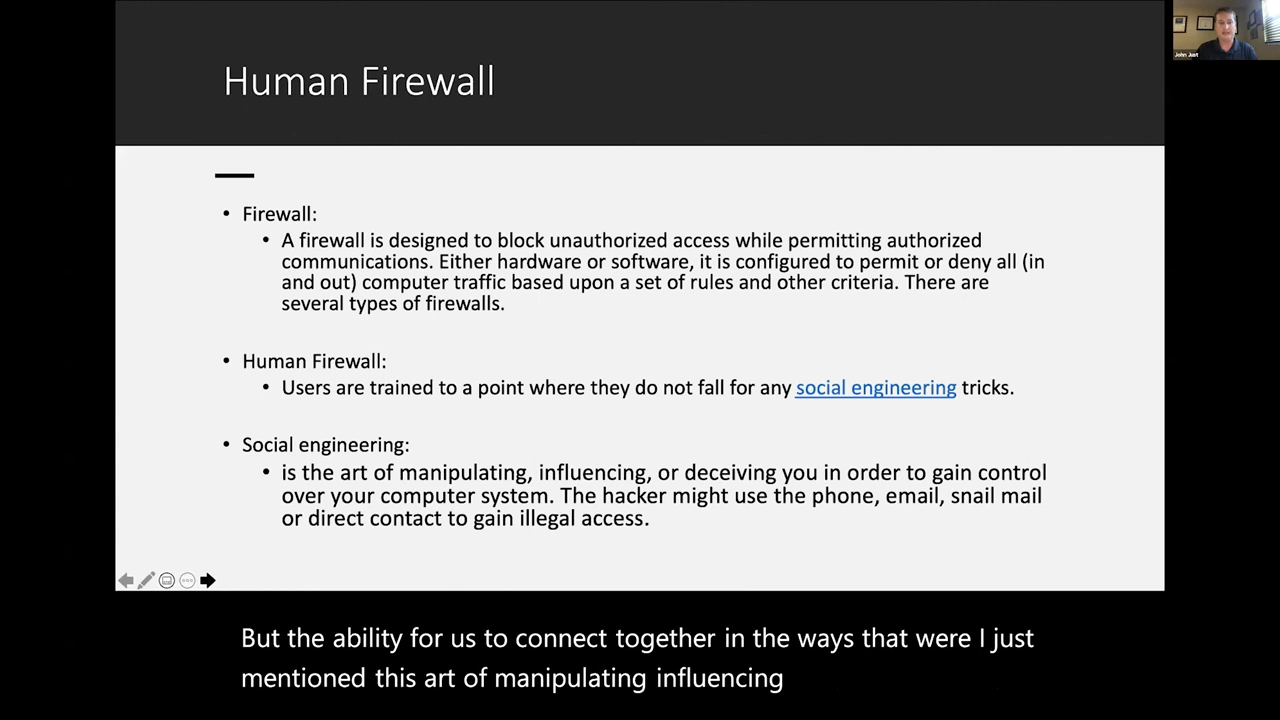 Human Firewall
John Just
• Firewall:
• A firewall is designed to block unauthorized access while permitting authorized
communications. Either hardware or software, it is configured to permit or deny all (in
and out) computer traffic based upon a set of rules and other criteria. There are
several types of firewalls.
• Human Firewall:
• Users are trained to a point where they do not fall for any social engineering tricks.
• Social engineering:
• is the art of manipulating, influencing, or deceiving you in order to gain control
over your computer system. The hacker might use the phone, email, snail mail
or direct contact to gain illegal access.
But the ability for us to connect together in the ways that were I just
mentioned this art of manipulating influencing